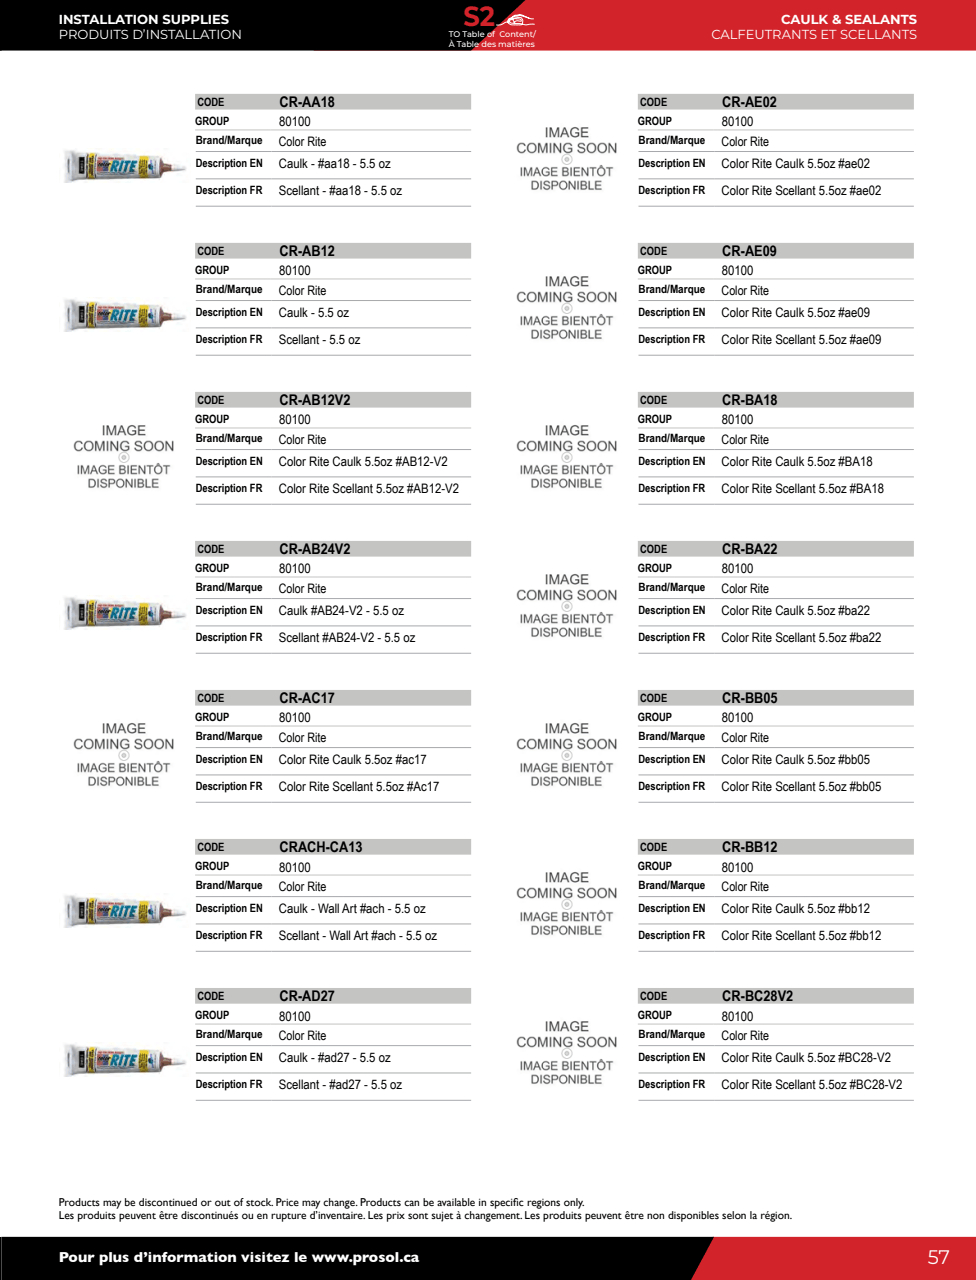 INSTALLATION SUPPLIES
PRODUITS D'INSTALLATION
S2
TO Table of Content/
À Table des matières
CAULK & SEALANTS
CALFEUTRANTS ET SCELLANTS
RITE
CODE CR-AA18
GROUP 80100
Brand/Marque Color Rite
Description EN Caulk - #aa18 - 5.5 oz
Description FR Scellant - #aa18 - 5.5 oz
RITE
CODE CR-AB12
GROUP 80100
Brand/Marque Color Rite
Description EN Caulk - 5.5 oz
Description FR Scellant - 5.5 oz
IMAGE
COMING SOON
IMAGE BIENTÔT
DISPONIBLE
CODE CR-AB12V2
GROUP 80100
Brand/Marque Color Rite
Description EN Color Rite Caulk 5.5oz #AB12-V2
Description FR Color Rite Scellant 5.5oz #AB12-V2
RITE
CODE CR-AB24V2
GROUP 80100
Brand/Marque Color Rite
Description EN Caulk #AB24-V2 - 5.5 oz
Description FR Scellant #AB24-V2 - 5.5 oz
IMAGE
COMING SOON
IMAGE BIENTÔT
DISPONIBLE
CODE CR-AC17
GROUP 80100
Brand/Marque Color Rite
Description EN Color Rite Caulk 5.5oz #ac17
Description FR Color Rite Scellant 5.5oz #Ac17
RITE
CODE CRACH-CA13
GROUP 80100
Brand/Marque Color Rite
Description EN Caulk - Wall Art #ach - 5.5 oz
Description FR Scellant - Wall Art #ach - 5.5 oz
RITE
CODE CR-AD27
GROUP 80100
Brand/Marque Color Rite
Description EN Caulk - #ad27 - 5.5 oz
Description FR Scellant - #ad27 - 5.5 oz
IMAGE
COMING SOON
IMAGE BIENTÔT
DISPONIBLE
CODE CR-AE02
GROUP 80100
Brand/Marque Color Rite
Description EN Color Rite Caulk 5.5oz #ae02
Description FR Color Rite Scellant 5.5oz #ae02
IMAGE
COMING SOON
IMAGE BIENTÔT
DISPONIBLE
CODE CR-AE09
GROUP 80100
Brand/Marque Color Rite
Description EN Color Rite Caulk 5.5oz #ae09
Description FR Color Rite Scellant 5.5oz #ae09
IMAGE
COMING SOON
IMAGE BIENTÔT
DISPONIBLE
CODE CR-BA18
GROUP 80100
Brand/Marque Color Rite
Description EN Color Rite Caulk 5.5oz #BA18
Description FR Color Rite Scellant 5.5oz #BA18
IMAGE
COMING SOON
IMAGE BIENTÔT
DISPONIBLE
CODE CR-BA22
GROUP 80100
Brand/Marque Color Rite
Description EN Color Rite Caulk 5.5oz #ba22
Description FR Color Rite Scellant 5.5oz #ba22
IMAGE
COMING SOON
IMAGE BIENTÔT
DISPONIBLE
CODE CR-BB05
GROUP 80100
Brand/Marque Color Rite
Description EN Color Rite Caulk 5.5oz #bb05
Description FR Color Rite Scellant 5.5oz #bb05
IMAGE
COMING SOON
IMAGE BIENTÔT
DISPONIBLE
CODE CR-BB12
GROUP 80100
Brand/Marque Color Rite
Description EN Color Rite Caulk 5.5oz #bb12
Description FR Color Rite Scellant 5.5oz #bb12
IMAGE
COMING SOON
IMAGE BIENTÔT
DISPONIBLE
CODE CR-BC28V2
GROUP 80100
Brand/Marque Color Rite
Description EN Color Rite Caulk 5.5oz #BC28-V2
Description FR Color Rite Scellant 5.5oz #BC28-V2
Products may be discontinued or out of stock. Price may change. Products can be available in specific regions only.
Les produits peuvent être discontinués ou en rupture d'inventaire. Les prix sont sujet à changement. Les produits peuvent être non disponibles selon la région.
Pour plus d'information visitez le www.prosol.ca
57